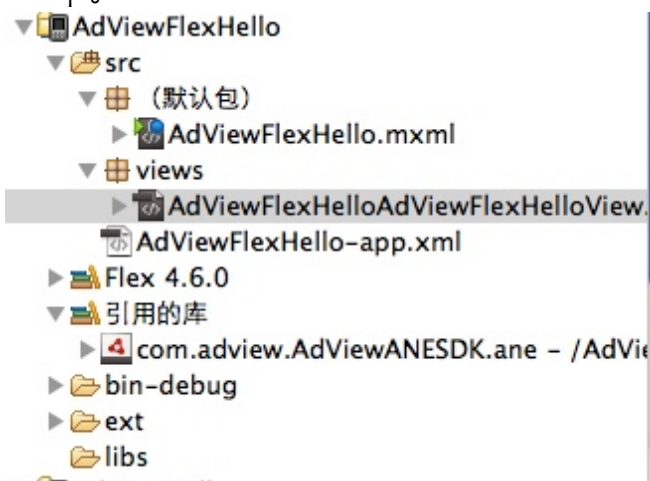 AdViewFlexHello
src
（默认包）
AdViewFlexHello.mxml
views
AdViewFlexHelloAdViewFlexHelloView.
AdViewFlexHello-app.xml
Flex 4.6.0
引用的库
com.adview.AdViewANESDK.ane - /AdVie
bin-debug
ext
libs